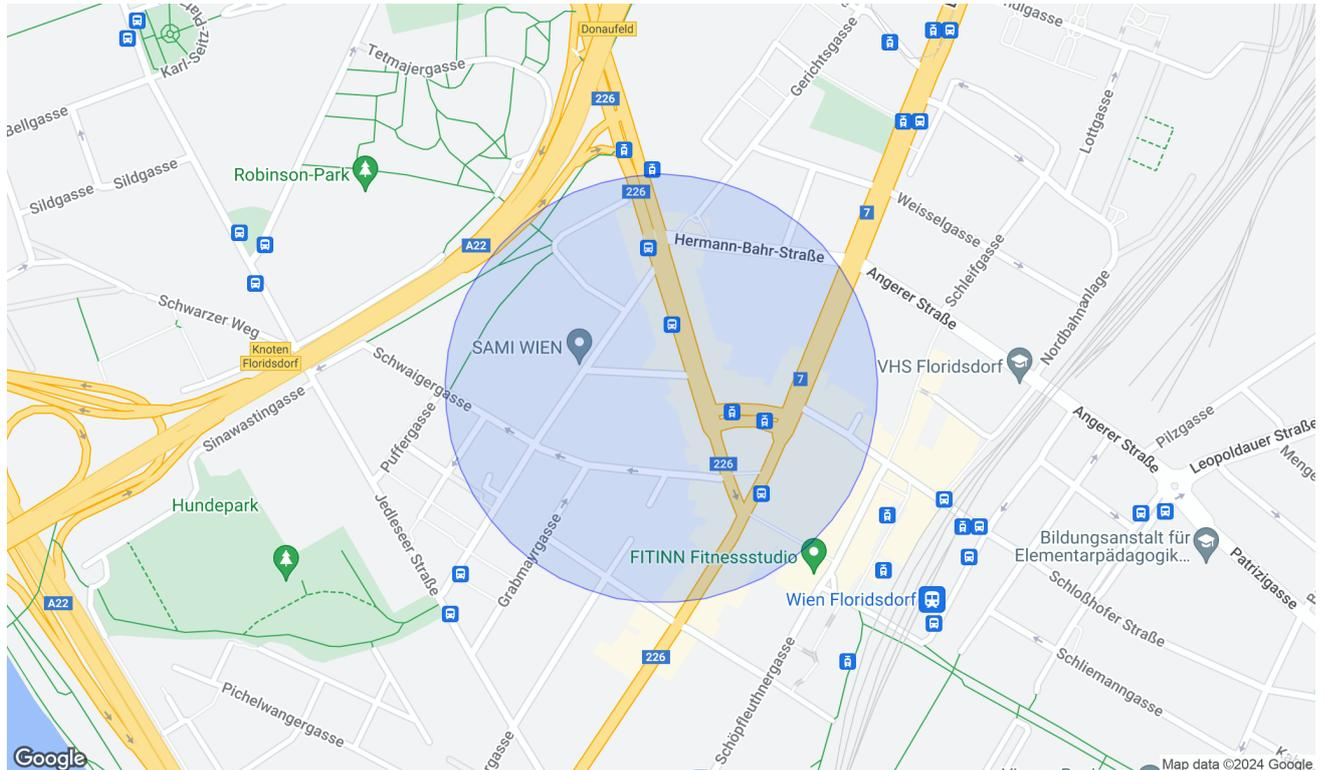 Donaufeld
ndlgasse
Karl-Seitz-Platz
Tetmajergasse
Gerichtsgasse
226
Bellgasse
Lottgasse
Sildgasse
Robinson-Park
Sildgasse
226
7
Weisselgasse
A22
Hermann-Bahr-Straße
Angerer Straße
Schleifgasse
Nordbahnanlage
Schwarzer Weg
Knoten
Floridsdorf
SAMI WIEN
Schwaigergasse
VHS Floridsdorf
7
Sinawastingasse
Puffergasse
Angerer Straße
Pilzgasse
Leopoldauer Straße
Menge
226
Hundepark
Jedleseer Straße
Grabmayrgasse
FITINN Fitnessstudio
Bildungsanstalt für
Elementarpädagogik...
Patrizigasse
Wien Floridsdorf
A22
Schloßhofer Straße
226
Schöpfleuthnergasse
Schliemanngasse
Pichelwangergasse
rgasse
Google
Map data ©2024 Google